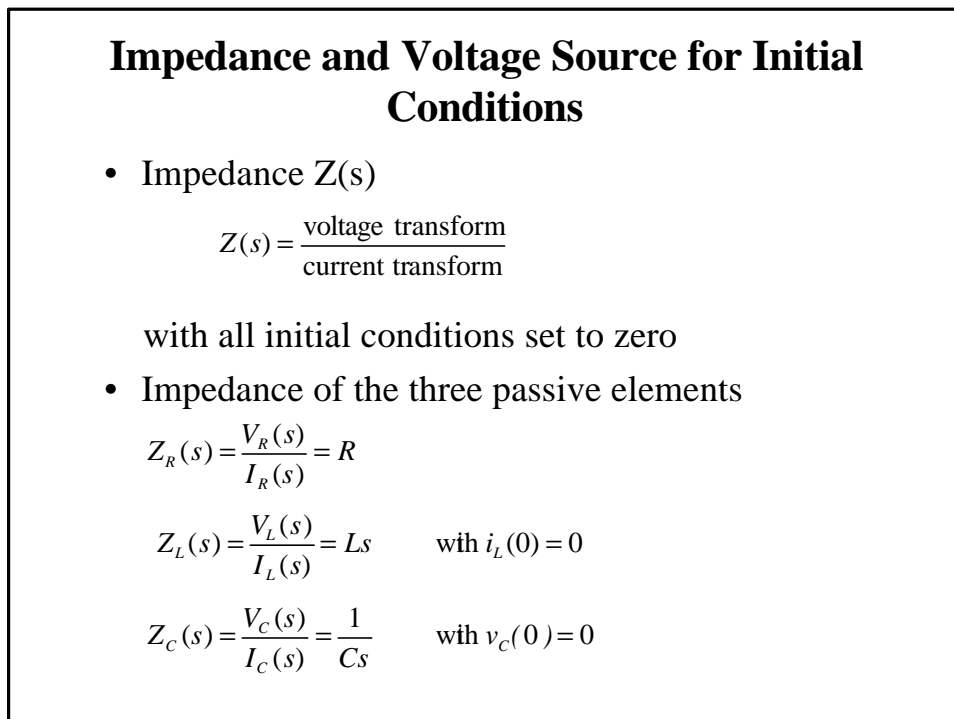 Impedance and Voltage Source for Initial
Conditions
• Impedance Z(s)
Z(s) = voltage transform / current transform
with all initial conditions set to zero
• Impedance of the three passive elements
Z_R(s) = V_R(s) / I_R(s) = R
Z_L(s) = V_L(s) / I_L(s) = Ls with i_L(0) = 0
Z_C(s) = V_C(s) / I_C(s) = 1 / Cs with v_C(0) = 0